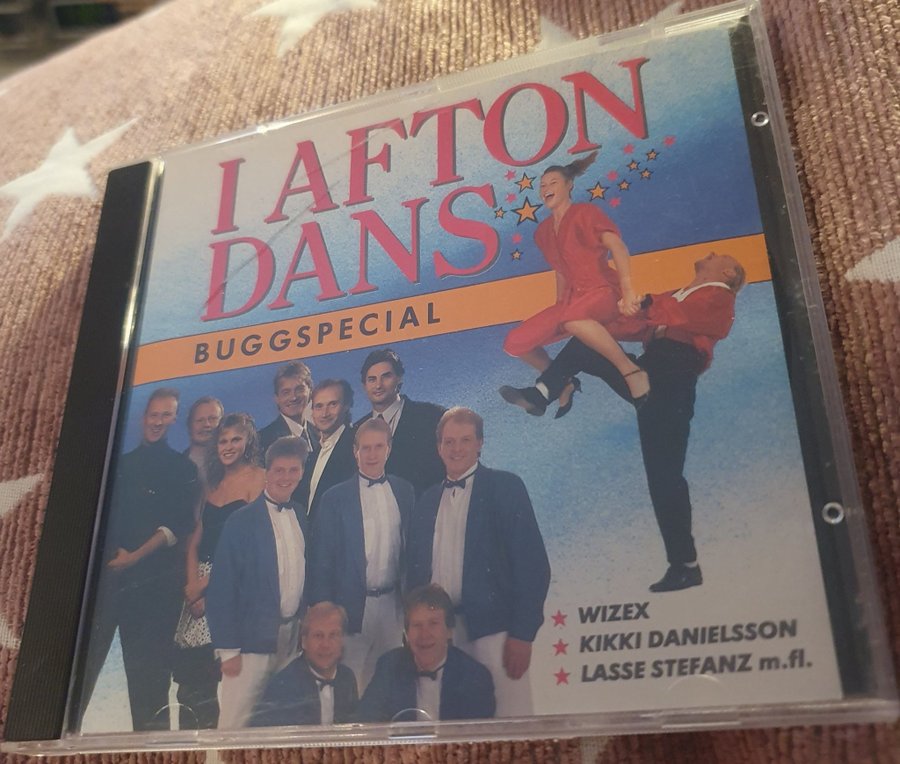 I AFTON
DANS
BUGGSPECIAL
WIZEX
KIKKI DANIELSSON
LASSE STEFANZ m.fl.